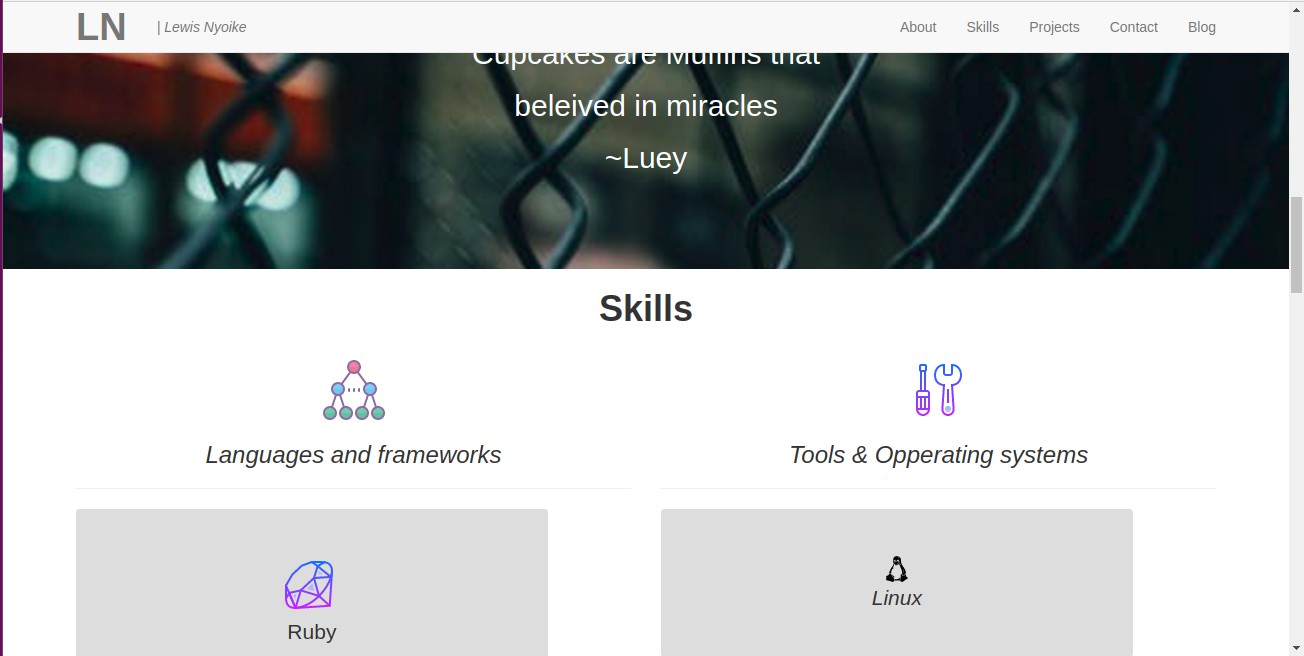 LN | Lewis Nyoike About Skills Projects Contact Blog
Cupcakes are Muffins that
beleived in miracles
~Luey
Skills
Languages and frameworks
Tools & Opperating systems
Ruby
Linux